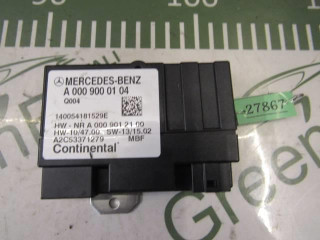 MERCEDES-BENZ
A 000 900 01 04
Q004
140054181529E
HW - NR A 000 901 21 00
HW-10/47.00 SW-13/15.02
A2C53371279 MBF
Continental
-27867
Green